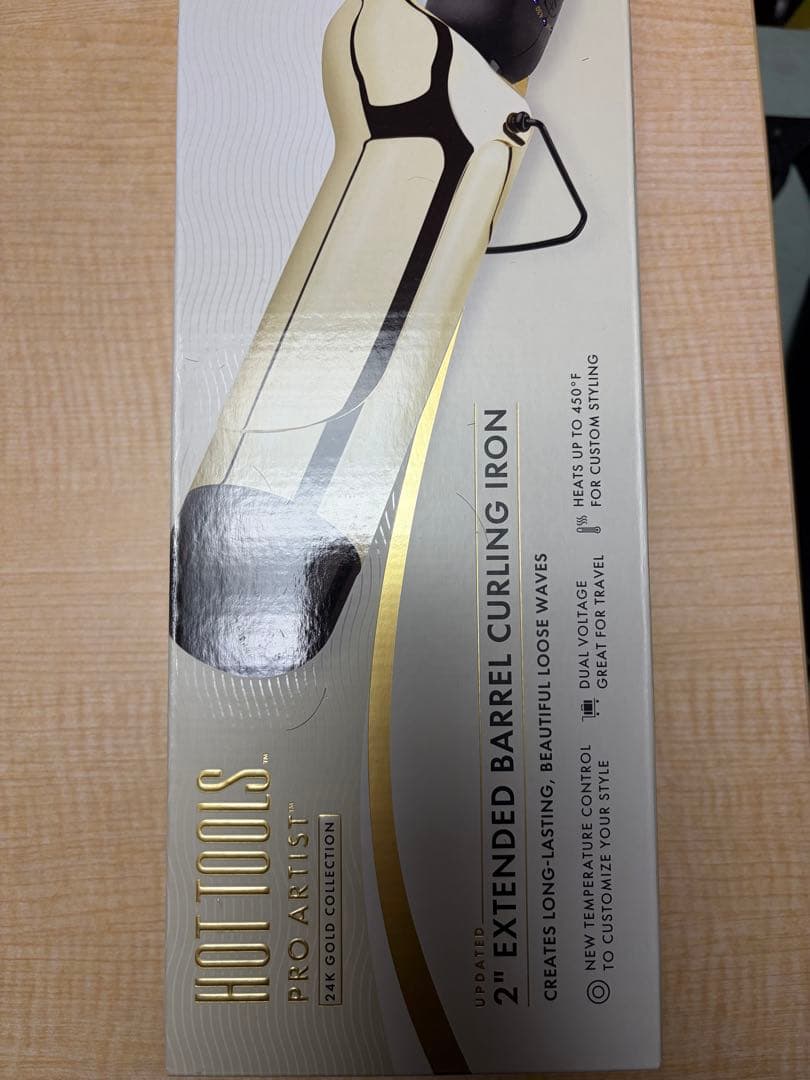 HOT TOOLS™
PRO ARTIST™
24K GOLD COLLECTION
UPDATED
2" EXTENDED BARREL CURLING IRON
CREATES LONG-LASTING, BEAUTIFUL LOOSE WAVES
NEW TEMPERATURE CONTROL
TO CUSTOMIZE YOUR STYLE
DUAL VOLTAGE
GREAT FOR TRAVEL
HEATS UP TO 450°F
FOR CUSTOM STYLING